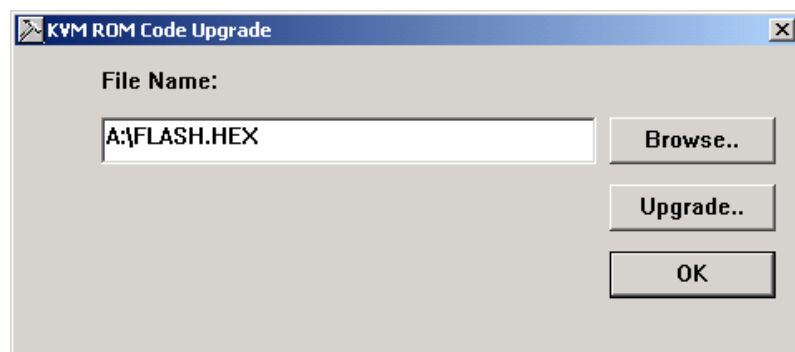 KVM ROM Code Upgrade
File Name:
A:\FLASH.HEX
Browse..
Upgrade..
OK